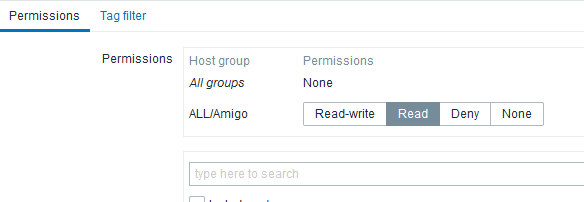 Permissions Tag filter
Permissions
Host group Permissions
All groups None
ALL/Amigo Read-write Read Deny None
type here to search